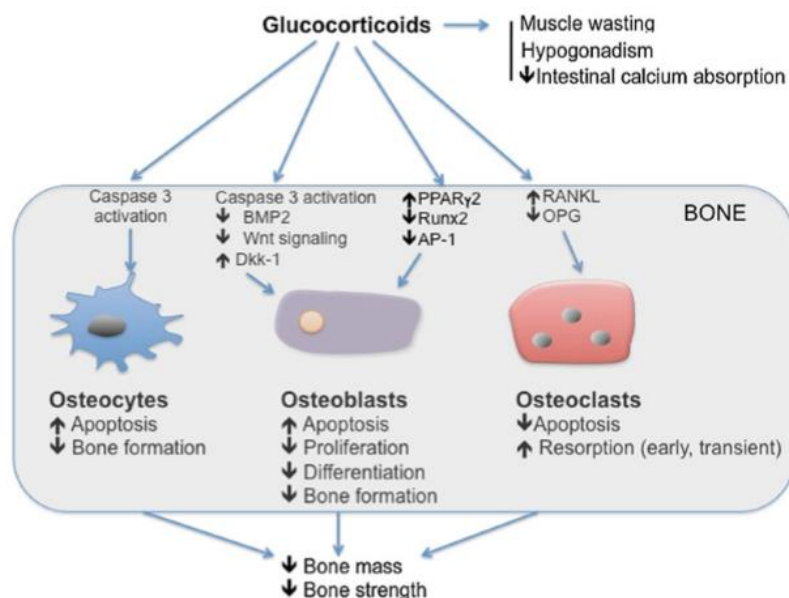 Glucocorticoids
Muscle wasting
Hypogonadism
↓Intestinal calcium absorption
BONE
Caspase 3
activation
Caspase 3 activation
↓ BMP2
↓ Wnt signaling
↑ Dkk-1
↑PPARγ2
↓Runx2
↓AP-1
↑RANKL
↓OPG
Osteocytes
↑ Apoptosis
↓ Bone formation
Osteoblasts
↑ Apoptosis
↓ Proliferation
↓ Differentiation
↓ Bone formation
Osteoclasts
↓Apoptosis
↑ Resorption (early, transient)
↓ Bone mass
↓ Bone strength